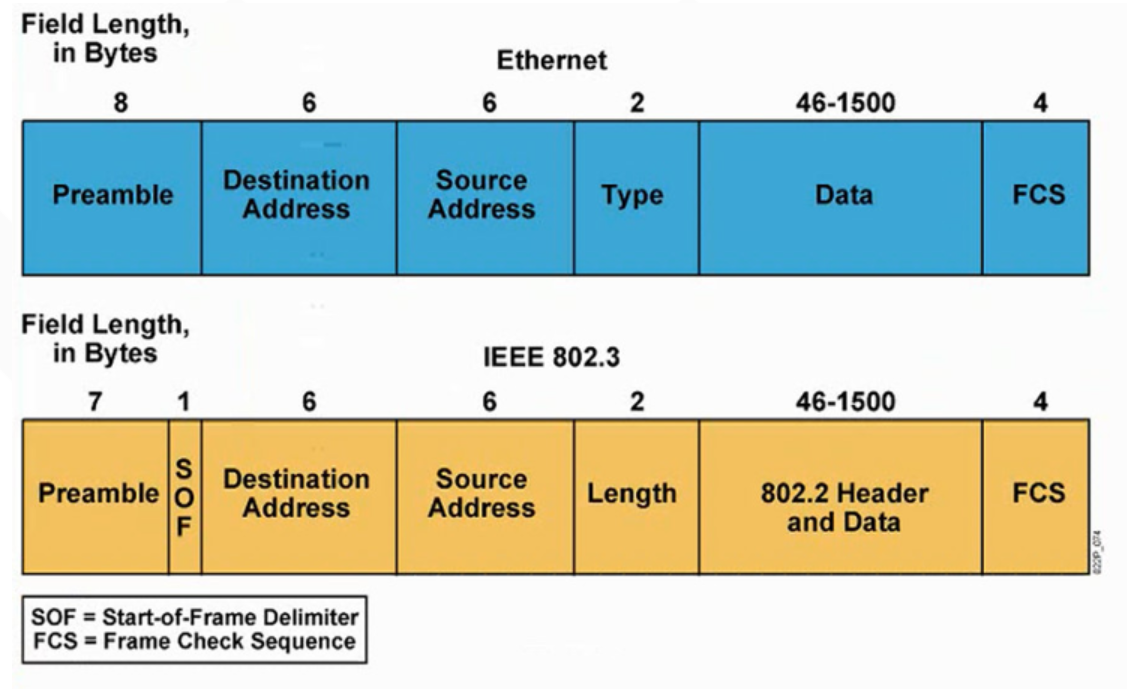 Field Length,
in Bytes
Ethernet
8 6 6 2 46-1500 4
Preamble
Destination
Address
Source
Address
Type
Data
FCS
Field Length,
in Bytes
IEEE 802.3
7 1 6 6 2 46-1500 4
Preamble
S
O
F
Destination
Address
Source
Address
Length
802.2 Header
and Data
FCS
022P_074
SOF = Start-of-Frame Delimiter
FCS = Frame Check Sequence